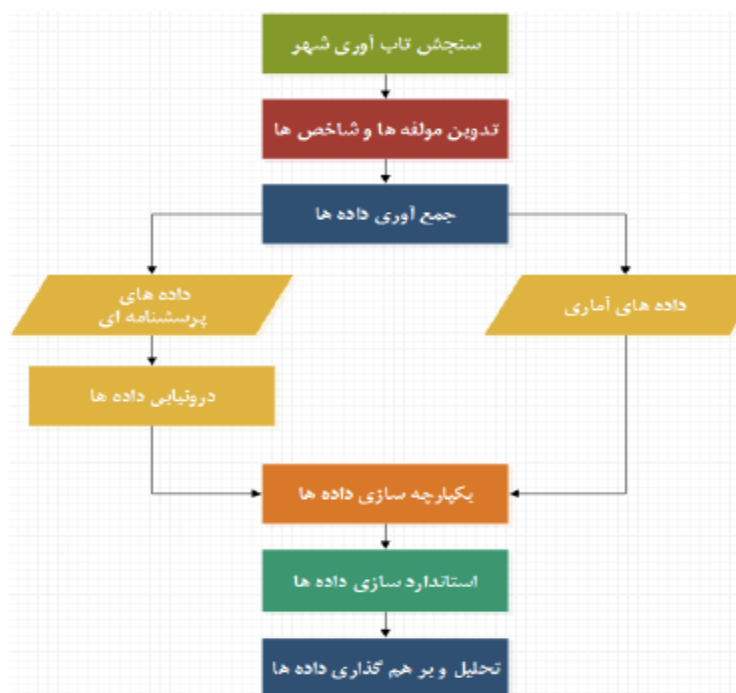 سنجش تاب آوری شهر
تدوین مولفه ها و شاخص ها
جمع آوری داده ها
داده های
پرسشنامه ای
داده های آماری
درونیابی داده ها
یکپارچه سازی داده ها
استاندارد سازی داده ها
تحلیل و بر هم گذاری داده ها